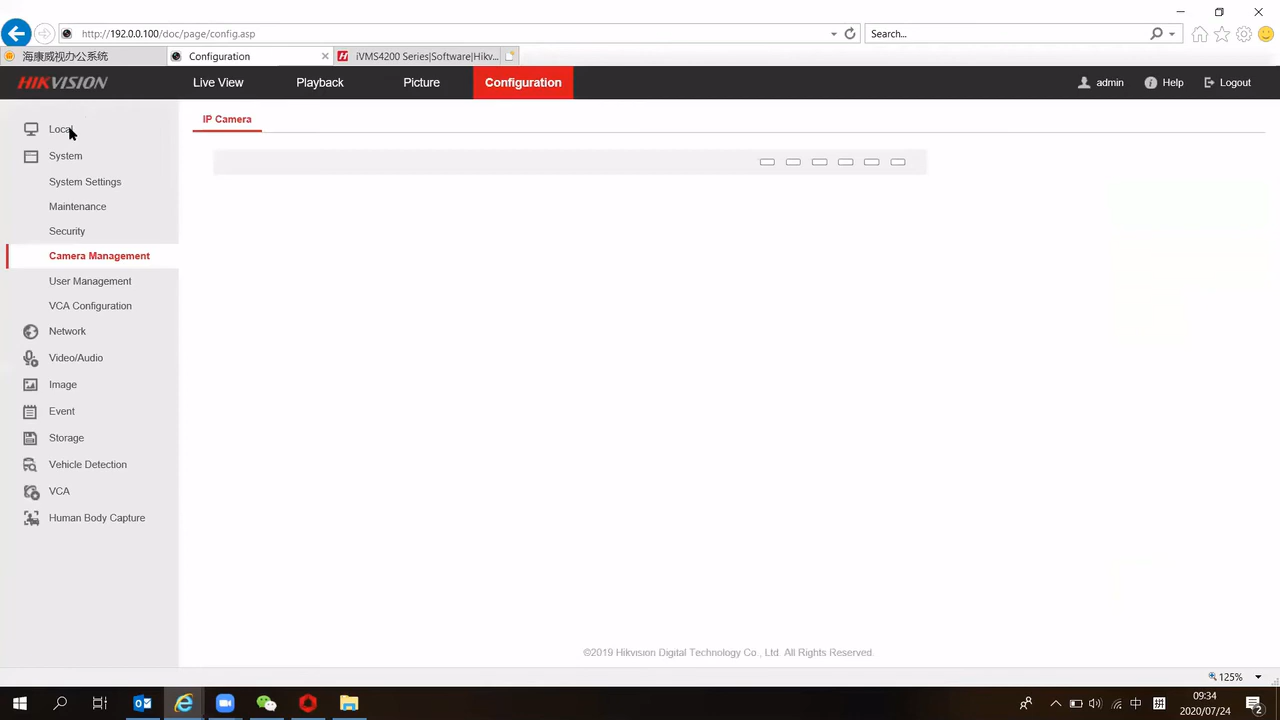 http://192.0.0.100/doc/page/config.asp
Search...
海康威视办公系统
Configuration
iVMS4200 Series|Software|Hikv...
HIKVISION
Live View
Playback
Picture
Configuration
admin
Help
Logout
Local
IP Camera
System
System Settings
Maintenance
Security
Camera Management
User Management
VCA Configuration
Network
Video/Audio
Image
Event
Storage
Vehicle Detection
VCA
Human Body Capture
©2019 Hikvision Digital Technology Co., Ltd. All Rights Reserved.
125%
中
拼
09:34
2020/07/24
2